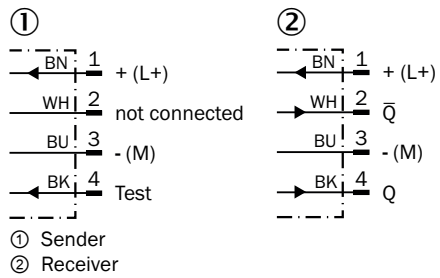 ① ②
BN 1 + (L+) BN 1 + (L+)
WH 2 not connected WH 2 Q̅
BU 3 - (M) BU 3 - (M)
BK 4 Test BK 4 Q
① Sender
② Receiver